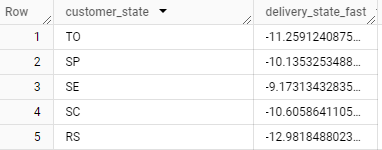 Row customer_state delivery_state_fast
1 TO -11.2591240875...
2 SP -10.1353253488...
3 SE -9.17313432835...
4 SC -10.6058641105...
5 RS -12.9818488023...